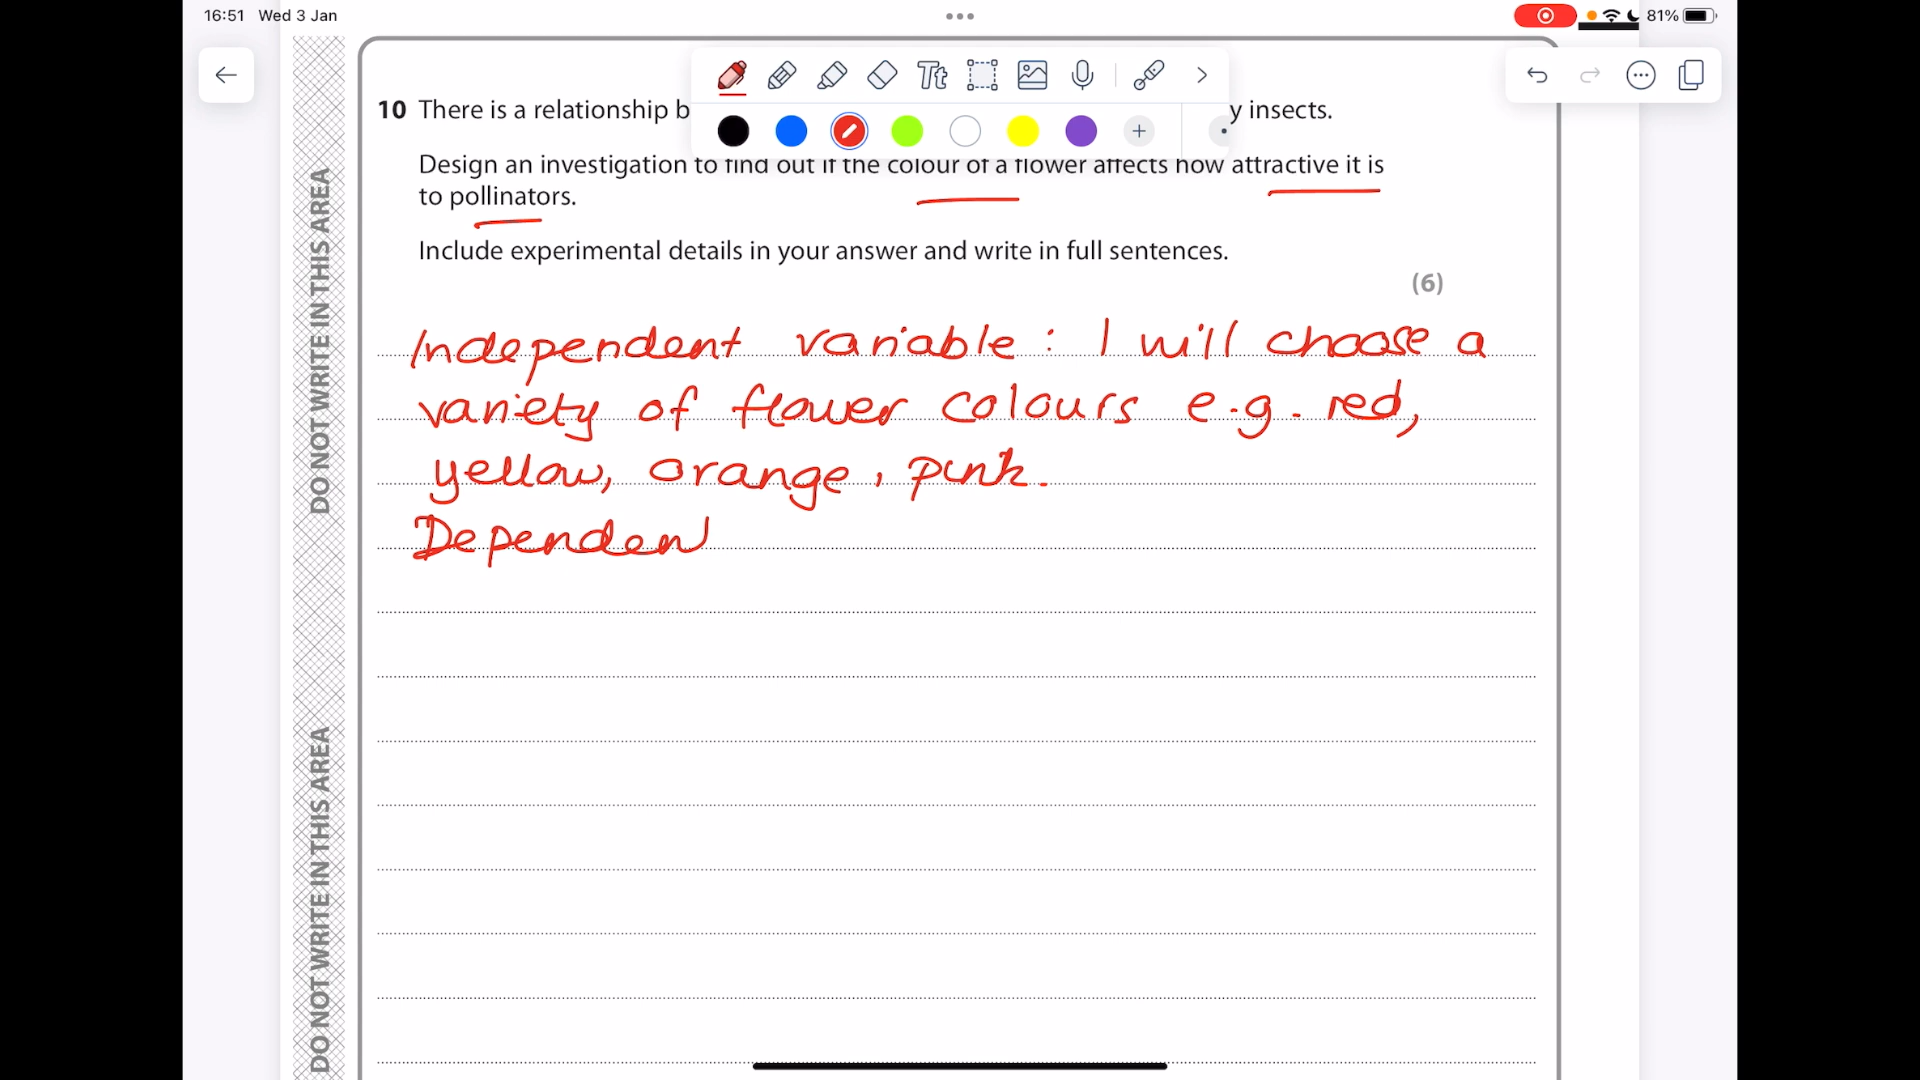 16:51 Wed 3 Jan
81%
Tt
10 There is a relationship b y insects.
Design an investigation to find out if the colour of a flower affects how attractive it is
to pollinators.
Include experimental details in your answer and write in full sentences.
(6)
Independent variable : I will choose a
variety of flower colours e.g. red,
yellow, orange, pink.
Dependen
DO NOT WRITE IN THIS AREA
DO NOT WRITE IN THIS AREA